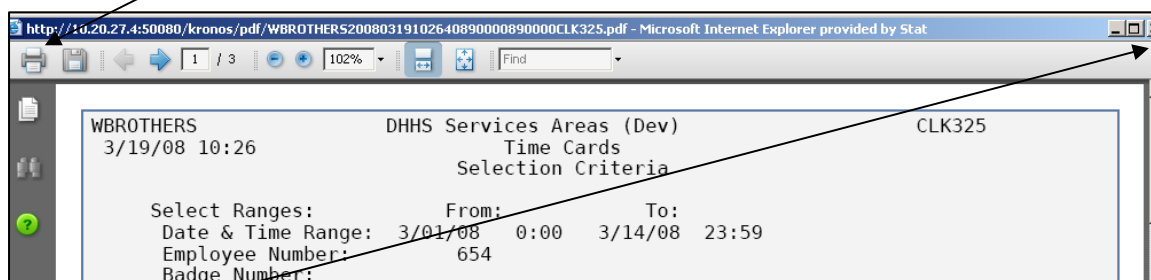 http://10.20.27.4:50080/kronos/pdf/WBROTHERS200803191026408900008900000CLK325.pdf - Microsoft Internet Explorer provided by Stat
1 / 3 102% Find
WBROTHERS DHHS Services Areas (Dev) CLK325
3/19/08 10:26 Time Cards
Selection Criteria
Select Ranges: From: To:
Date & Time Range: 3/01/08 0:00 3/14/08 23:59
Employee Number: 654
Badge Number: